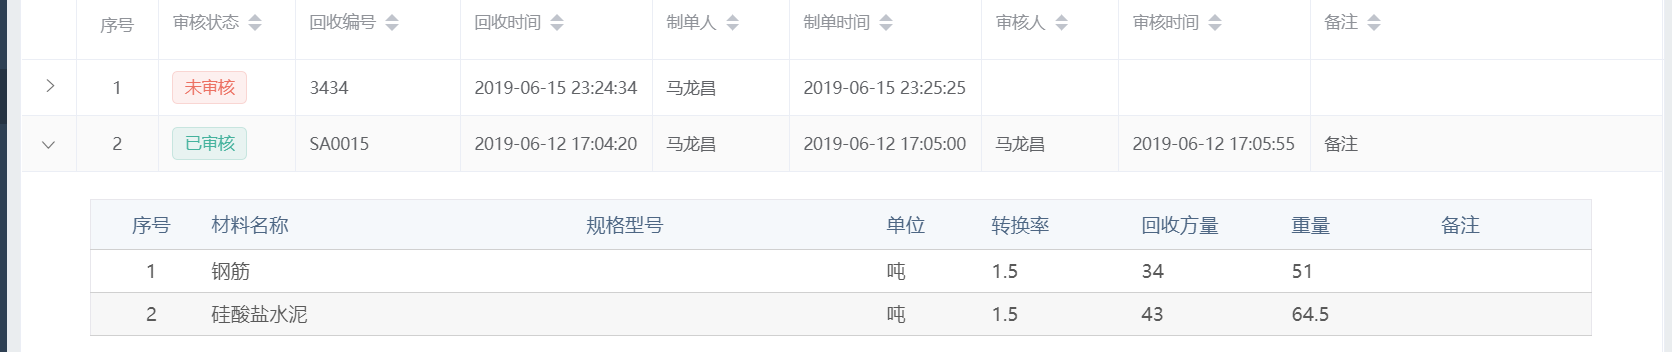 序号 审核状态 回收编号 回收时间 制单人 制单时间 审核人 审核时间 备注
1 未审核 3434 2019-06-15 23:24:34 马龙昌 2019-06-15 23:25:25
2 已审核 SA0015 2019-06-12 17:04:20 马龙昌 2019-06-12 17:05:00 马龙昌 2019-06-12 17:05:55 备注
序号 材料名称 规格型号 单位 转换率 回收方量 重量 备注
1 钢筋 吨 1.5 34 51
2 硅酸盐水泥 吨 1.5 43 64.5